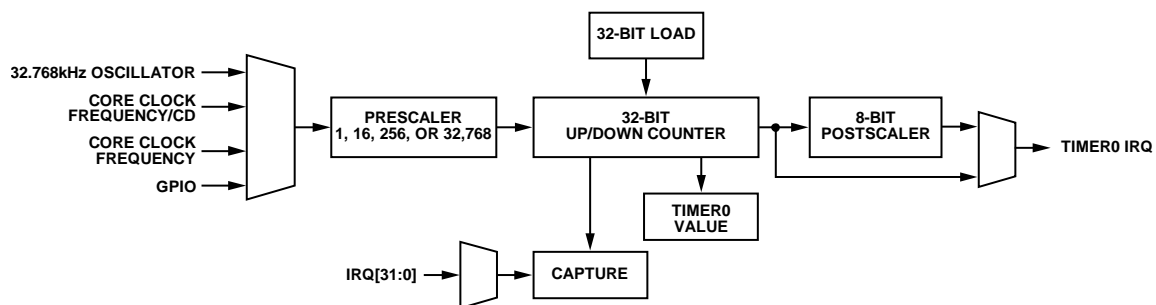 32-BIT LOAD
32.768kHz OSCILLATOR
CORE CLOCK
FREQUENCY/CD
CORE CLOCK
FREQUENCY
GPIO
PRESCALER
1, 16, 256, OR 32,768
32-BIT
UP/DOWN COUNTER
8-BIT
POSTSCALER
TIMER0 IRQ
TIMER0
VALUE
IRQ[31:0]
CAPTURE